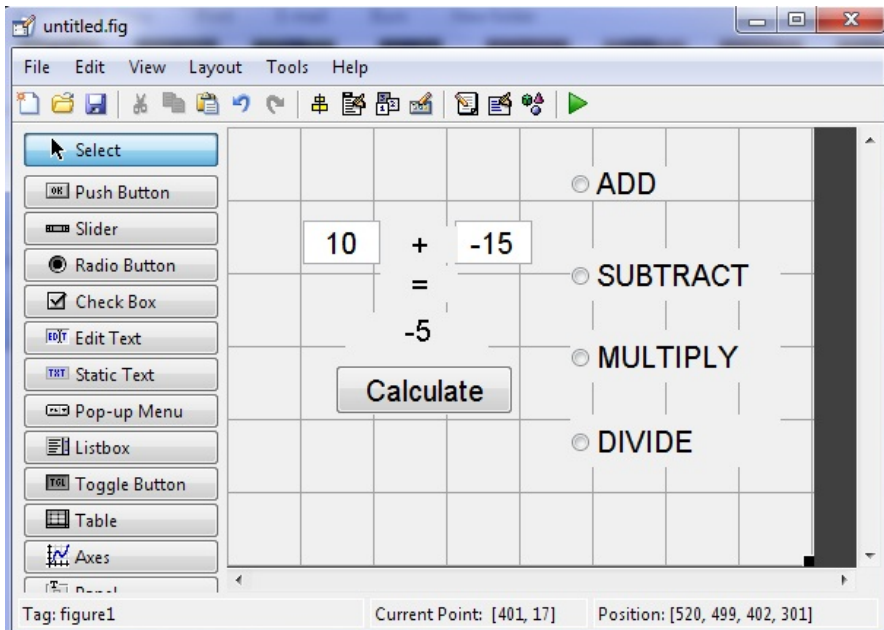 untitled.fig
File Edit View Layout Tools Help
Select
Push Button
Slider
Radio Button
Check Box
Edit Text
Static Text
Pop-up Menu
Listbox
Toggle Button
Table
Axes
10 + -15
=
-5
Calculate
ADD
SUBTRACT
MULTIPLY
DIVIDE
Tag: figure1 Current Point: [401, 17] Position: [520, 499, 402, 301]